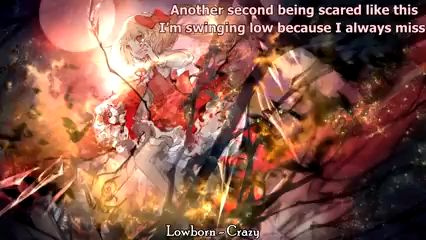 Another second being scared like this
I'm swinging low because I always miss
Lowborn - Crazy